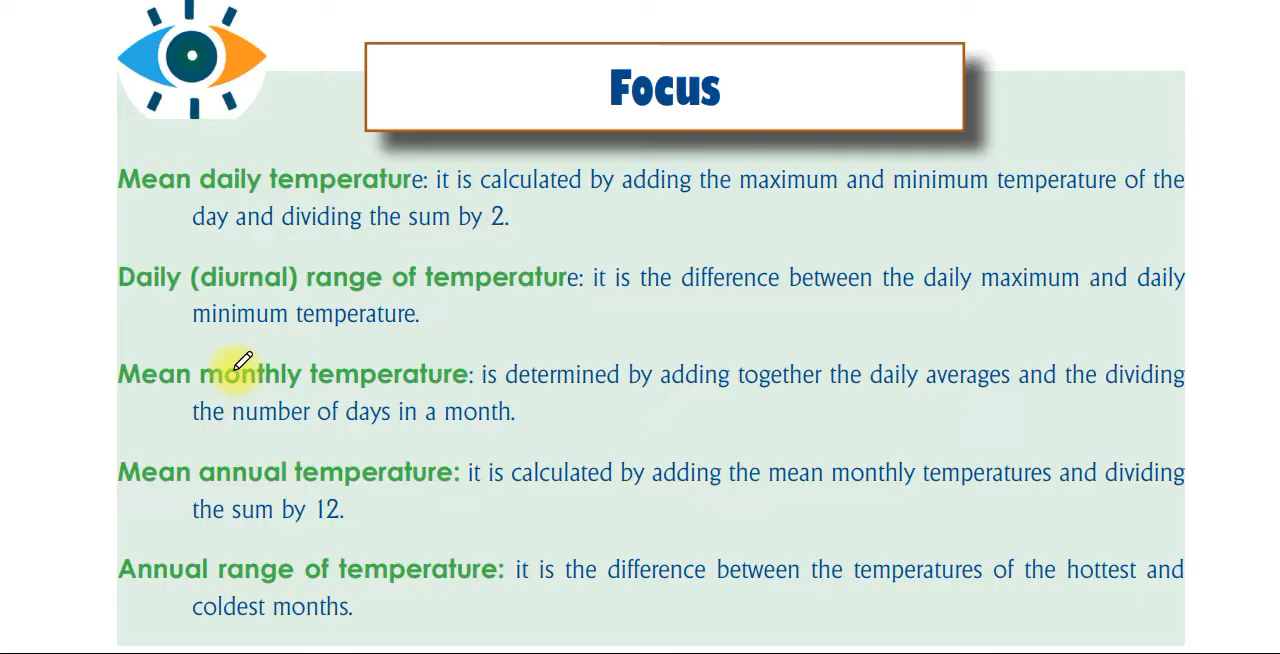 Focus
Mean daily temperature: it is calculated by adding the maximum and minimum temperature of the
day and dividing the sum by 2.
Daily (diurnal) range of temperature: it is the difference between the daily maximum and daily
minimum temperature.
Mean monthly temperature: is determined by adding together the daily averages and the dividing
the number of days in a month.
Mean annual temperature: it is calculated by adding the mean monthly temperatures and dividing
the sum by 12.
Annual range of temperature: it is the difference between the temperatures of the hottest and
coldest months.